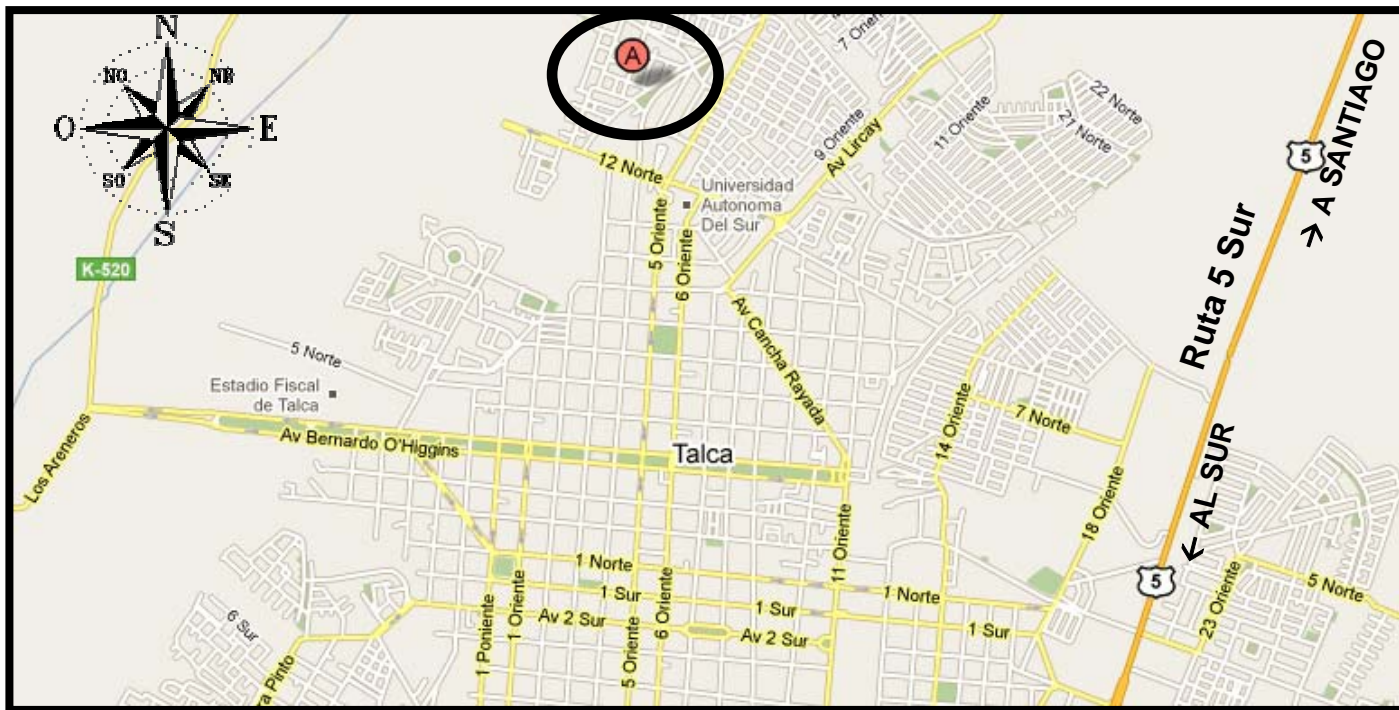 N
NO
NE
O
E
SO
SE
S
A
7 Orient
22 Norte
27 Norte
11 Oriente
9 Oriente
Av Lircay
5
A SANTIAGO
→
12 Norte
Universidad
Autonoma
Del Sur
5 Oriente
6 Oriente
K-520
Ruta 5 Sur
Av Cancha Rayada
5 Norte
Estadio Fiscal
de Talca
14 Oriente
7 Norte
Los Areneros
Av Bernardo O'Higgins
Talca
18 Oriente
← AL SUR
5
1 Norte
11 Oriente
1 Norte
23 Oriente
5 Norte
1 Sur
1 Sur
1 Sur
6 Sur
1 Poniente
1 Oriente
Av 2 Sur
Av 2 Sur
5 Oriente
6 Oriente
ra Pinto